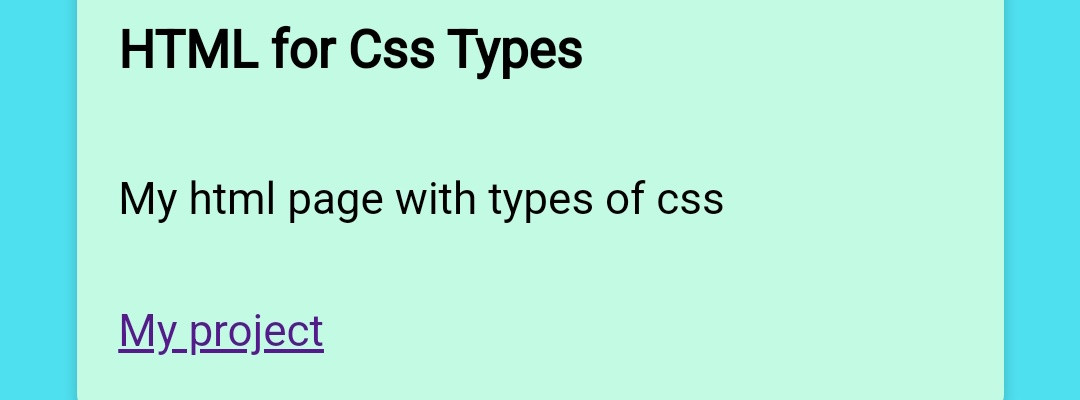 HTML for Css Types
My html page with types of css
My project